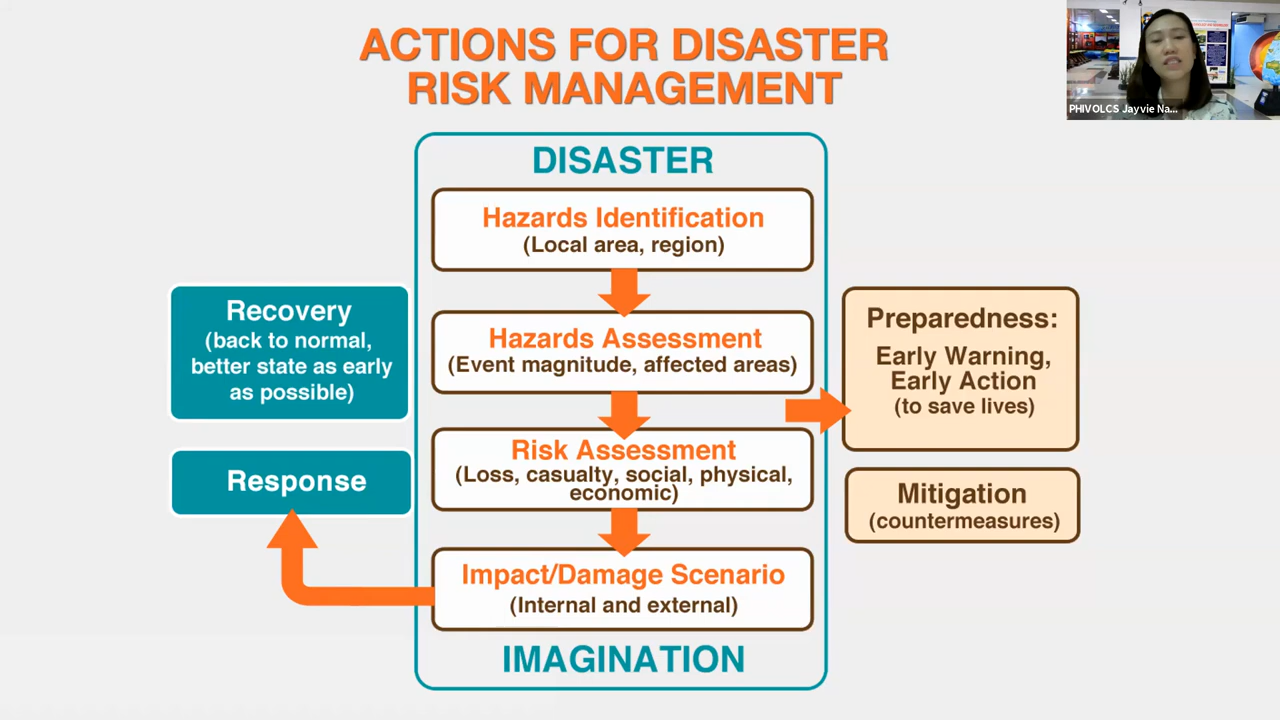 ACTIONS FOR DISASTER
RISK MANAGEMENT
PHIVOLCS Jayvie Na...
DISASTER
Hazards Identification
(Local area, region)
Hazards Assessment
(Event magnitude, affected areas)
Risk Assessment
(Loss, casualty, social, physical,
economic)
Impact/Damage Scenario
(Internal and external)
IMAGINATION
Recovery
(back to normal,
better state as early
as possible)
Response
Preparedness:
Early Warning,
Early Action
(to save lives)
Mitigation
(countermeasures)